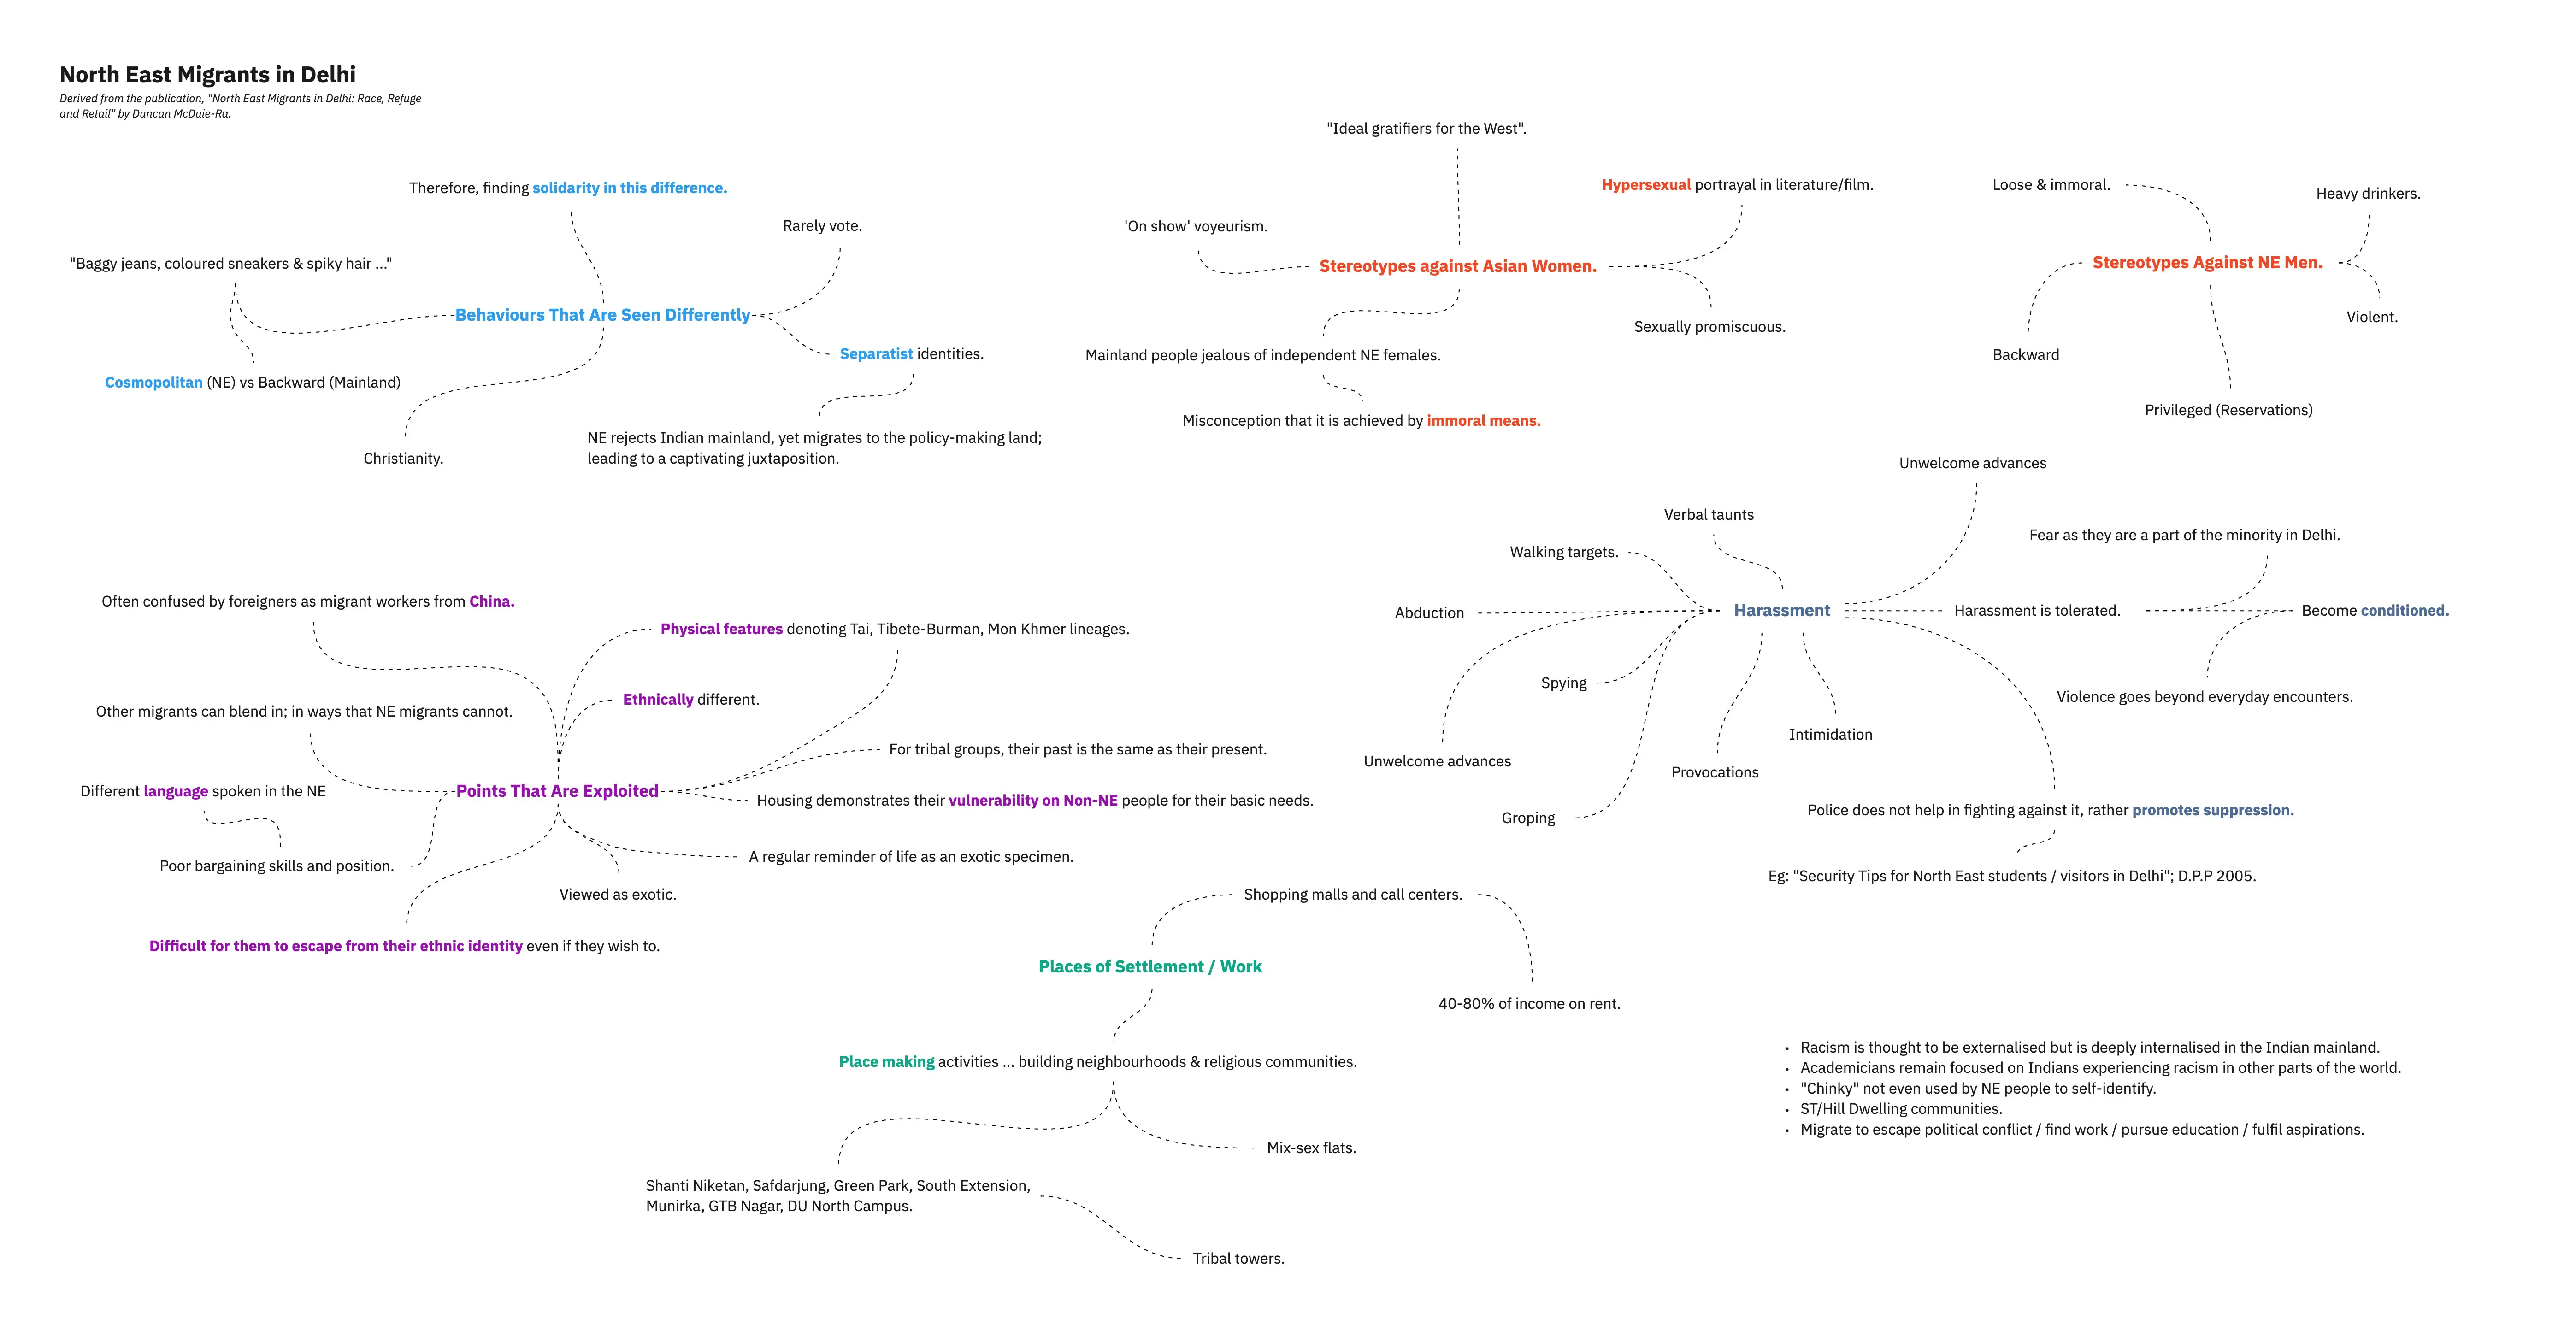 North East Migrants in Delhi
Derived from the publication, "North East Migrants in Delhi: Race, Refuge
and Retail" by Duncan McDuie-Ra.
Therefore, finding solidarity in this difference.
Rarely vote.
"Baggy jeans, coloured sneakers & spiky hair ..."
Behaviours That Are Seen Differently
Separatist identities.
Cosmopolitan (NE) vs Backward (Mainland)
NE rejects Indian mainland, yet migrates to the policy-making land;
leading to a captivating juxtaposition.
Christianity.
"Ideal gratifiers for the West".
Hypersexual portrayal in literature/film.
'On show' voyeurism.
Stereotypes against Asian Women.
Sexually promiscuous.
Mainland people jealous of independent NE females.
Misconception that it is achieved by immoral means.
Loose & immoral.
Heavy drinkers.
Stereotypes Against NE Men.
Violent.
Backward
Privileged (Reservations)
Unwelcome advances
Verbal taunts
Fear as they are a part of the minority in Delhi.
Walking targets.
Abduction
Harassment
Harassment is tolerated.
Become conditioned.
Spying
Violence goes beyond everyday encounters.
Intimidation
Unwelcome advances
Provocations
Groping
Police does not help in fighting against it, rather promotes suppression.
Eg: "Security Tips for North East students / visitors in Delhi"; D.P.P 2005.
Often confused by foreigners as migrant workers from China.
Physical features denoting Tai, Tibete-Burman, Mon Khmer lineages.
Ethnically different.
Other migrants can blend in; in ways that NE migrants cannot.
For tribal groups, their past is the same as their present.
Different language spoken in the NE
Points That Are Exploited
Housing demonstrates their vulnerability on Non-NE people for their basic needs.
Poor bargaining skills and position.
A regular reminder of life as an exotic specimen.
Viewed as exotic.
Difficult for them to escape from their ethnic identity even if they wish to.
Shopping malls and call centers.
Places of Settlement / Work
40-80% of income on rent.
Place making activities ... building neighbourhoods & religious communities.
Mix-sex flats.
Shanti Niketan, Safdarjung, Green Park, South Extension,
Munirka, GTB Nagar, DU North Campus.
Tribal towers.
• Racism is thought to be externalised but is deeply internalised in the Indian mainland.
• Academicians remain focused on Indians experiencing racism in other parts of the world.
• "Chinky" not even used by NE people to self-identify.
• ST/Hill Dwelling communities.
• Migrate to escape political conflict / find work / pursue education / fulfil aspirations.